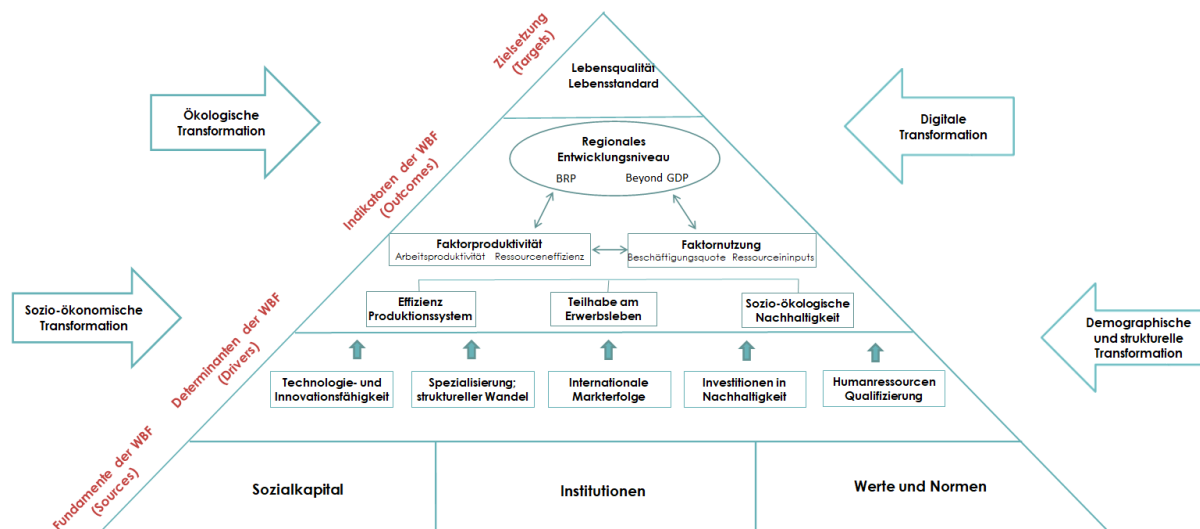 Zielsetzung
(Targets)
Lebensqualität
Lebensstandard
Ökologische
Transformation
Digitale
Transformation
Indikatoren der WBF
(Outcomes)
Regionales
Entwicklungsniveau
BRP Beyond GDP
Faktorproduktivität
Arbeitsproduktivität Ressourceneffizienz
Faktornutzung
Beschäftigungsquote Ressourceininputs
Sozio-ökonomische
Transformation
Effizienz
Produktionssystem
Teilhabe am
Erwerbsleben
Sozio-ökologische
Nachhaltigkeit
Demographische
und strukturelle
Transformation
Determinanten der WBF
(Drivers)
Technologie- und
Innovationsfähigkeit
Spezialisierung;
struktureller Wandel
Internationale
Markterfolge
Investitionen in
Nachhaltigkeit
Humanressourcen
Qualifizierung
Fundamente der WBF
(Sources)
Sozialkapital
Institutionen
Werte und Normen